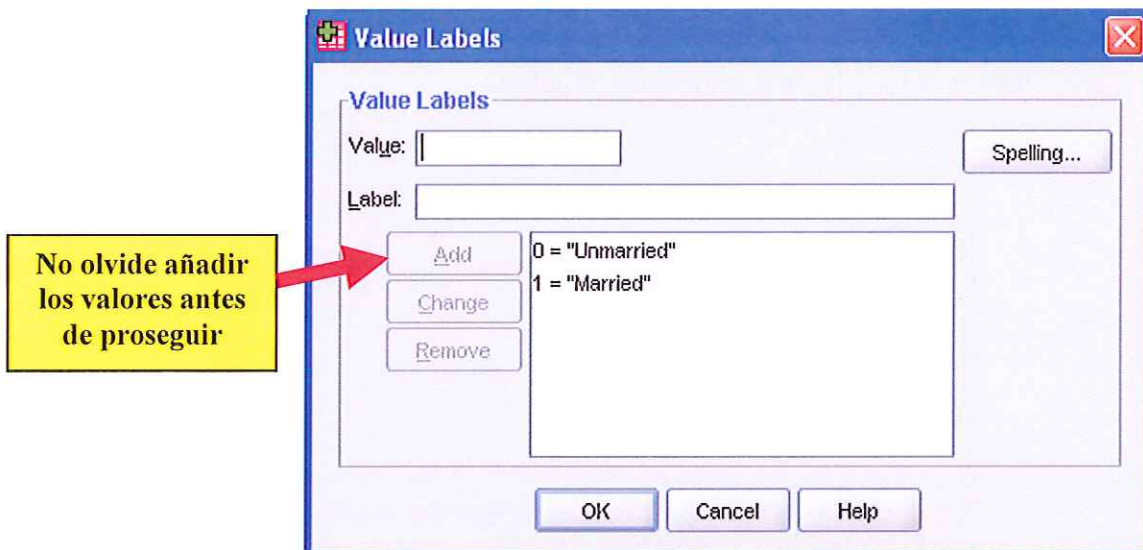 Value Labels
Value Labels
Value:
Spelling...
Label:
Add
0 = "Unmarried"
1 = "Married"
Change
Remove
No olvide añadir
los valores antes
de proseguir
OK
Cancel
Help